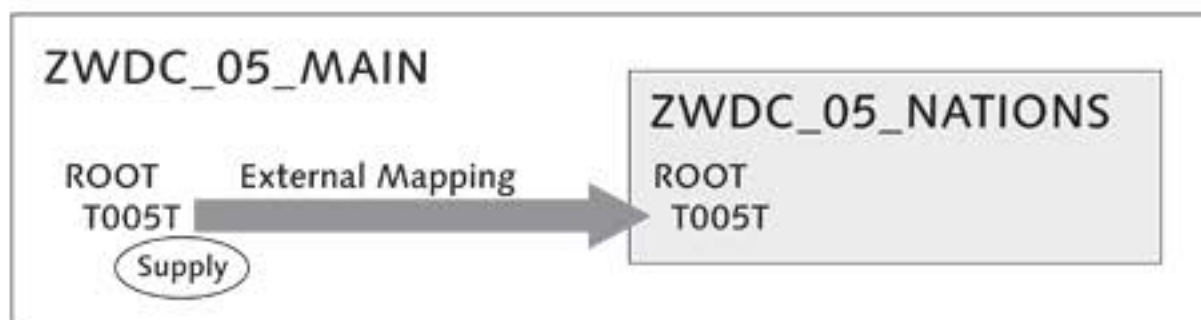 ZWDC_05_MAIN
ROOT
T005T
Supply
External Mapping
ZWDC_05_NATIONS
ROOT
T005T